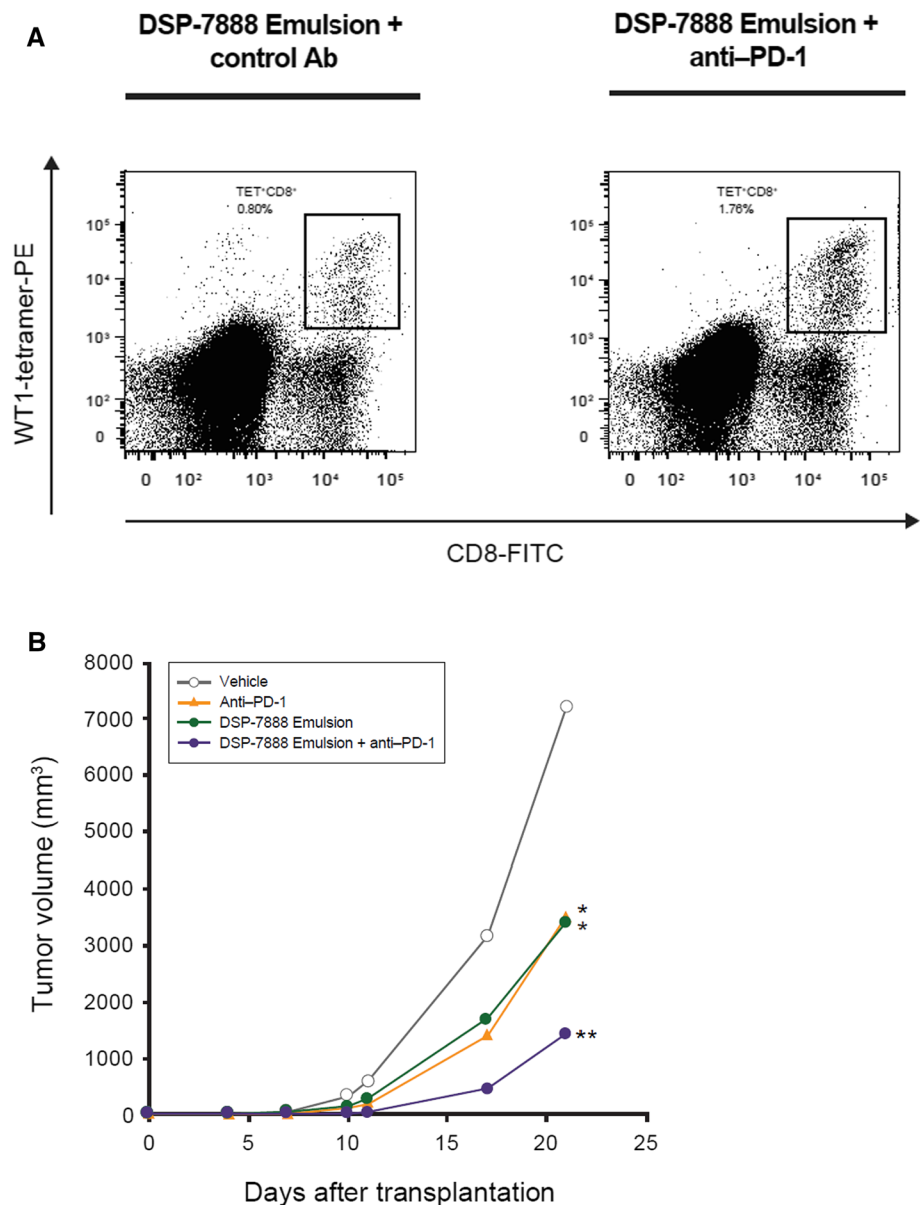 A
DSP-7888 Emulsion +
control Ab
DSP-7888 Emulsion +
anti–PD-1
WT1-tetramer-PE
TET⁺CD8⁺
0.80%
10⁵
10⁴
10³
10²
0
0 10² 10³ 10⁴ 10⁵
TET⁺CD8⁺
1.76%
10⁵
10⁴
10³
10²
0
0 10² 10³ 10⁴ 10⁵
CD8-FITC
B
Tumor volume (mm³)
8000
7000
6000
5000
4000
3000
2000
1000
0
Vehicle
Anti–PD-1
DSP-7888 Emulsion
DSP-7888 Emulsion + anti–PD-1
*
*
**
0 5 10 15 20 25
Days after transplantation